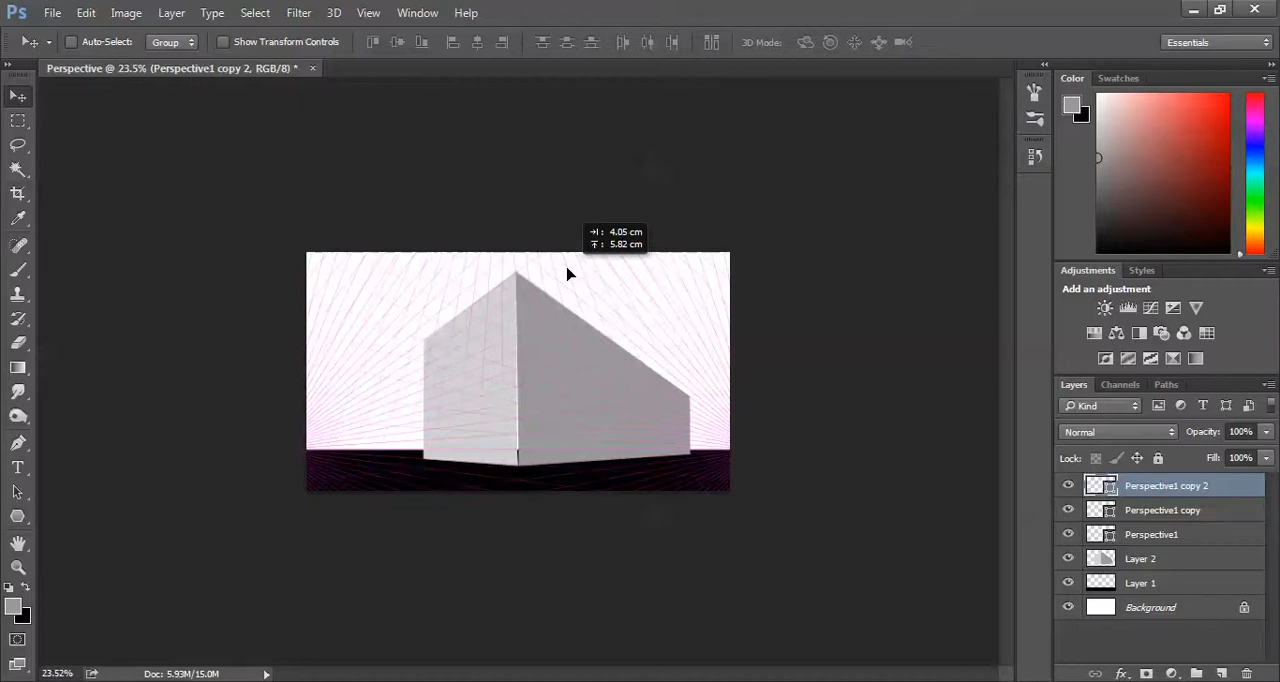 Ps File Edit Image Layer Type Select Filter 3D View Window Help
Auto-Select: Group Show Transform Controls 3D Mode: Essentials
Perspective @ 23.5% (Perspective1 copy 2, RGB/8) *
Color Swatches
4.05 cm
5.82 cm
Adjustments Styles
Add an adjustment
Layers Channels Paths
Kind
Normal Opacity: 100%
Lock: Fill: 100%
Perspective1 copy 2
Perspective1 copy
Perspective1
Layer 2
Layer 1
Background
23.52% Doc: 5.93M/15.0M